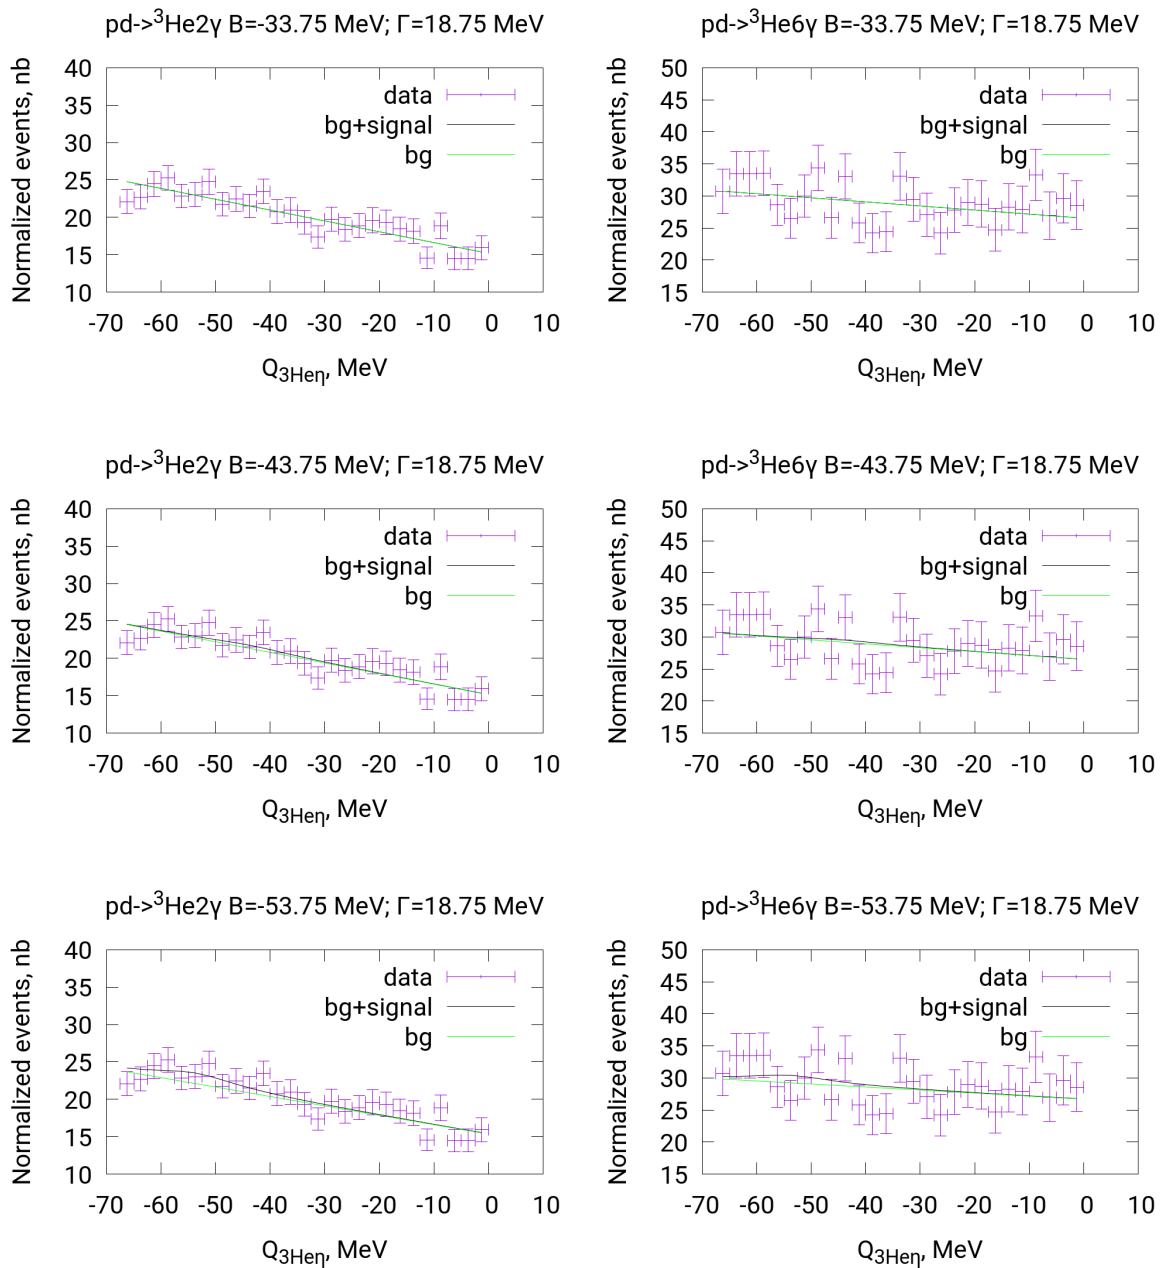 pd->³He2γ B=-33.75 MeV; Γ=18.75 MeV
Normalized events, nb
40
35
30
25
20
15
10
data
bg+signal
bg
-70 -60 -50 -40 -30 -20 -10 0 10
Q₃Heη, MeV
pd->³He6γ B=-33.75 MeV; Γ=18.75 MeV
Normalized events, nb
50
45
40
35
30
25
20
15
data
bg+signal
bg
-70 -60 -50 -40 -30 -20 -10 0 10
Q₃Heη, MeV
pd->³He2γ B=-43.75 MeV; Γ=18.75 MeV
Normalized events, nb
40
35
30
25
20
15
10
data
bg+signal
bg
-70 -60 -50 -40 -30 -20 -10 0 10
Q₃Heη, MeV
pd->³He6γ B=-43.75 MeV; Γ=18.75 MeV
Normalized events, nb
50
45
40
35
30
25
20
15
data
bg+signal
bg
-70 -60 -50 -40 -30 -20 -10 0 10
Q₃Heη, MeV
pd->³He2γ B=-53.75 MeV; Γ=18.75 MeV
Normalized events, nb
40
35
30
25
20
15
10
data
bg+signal
bg
-70 -60 -50 -40 -30 -20 -10 0 10
Q₃Heη, MeV
pd->³He6γ B=-53.75 MeV; Γ=18.75 MeV
Normalized events, nb
50
45
40
35
30
25
20
15
data
bg+signal
bg
-70 -60 -50 -40 -30 -20 -10 0 10
Q₃Heη, MeV